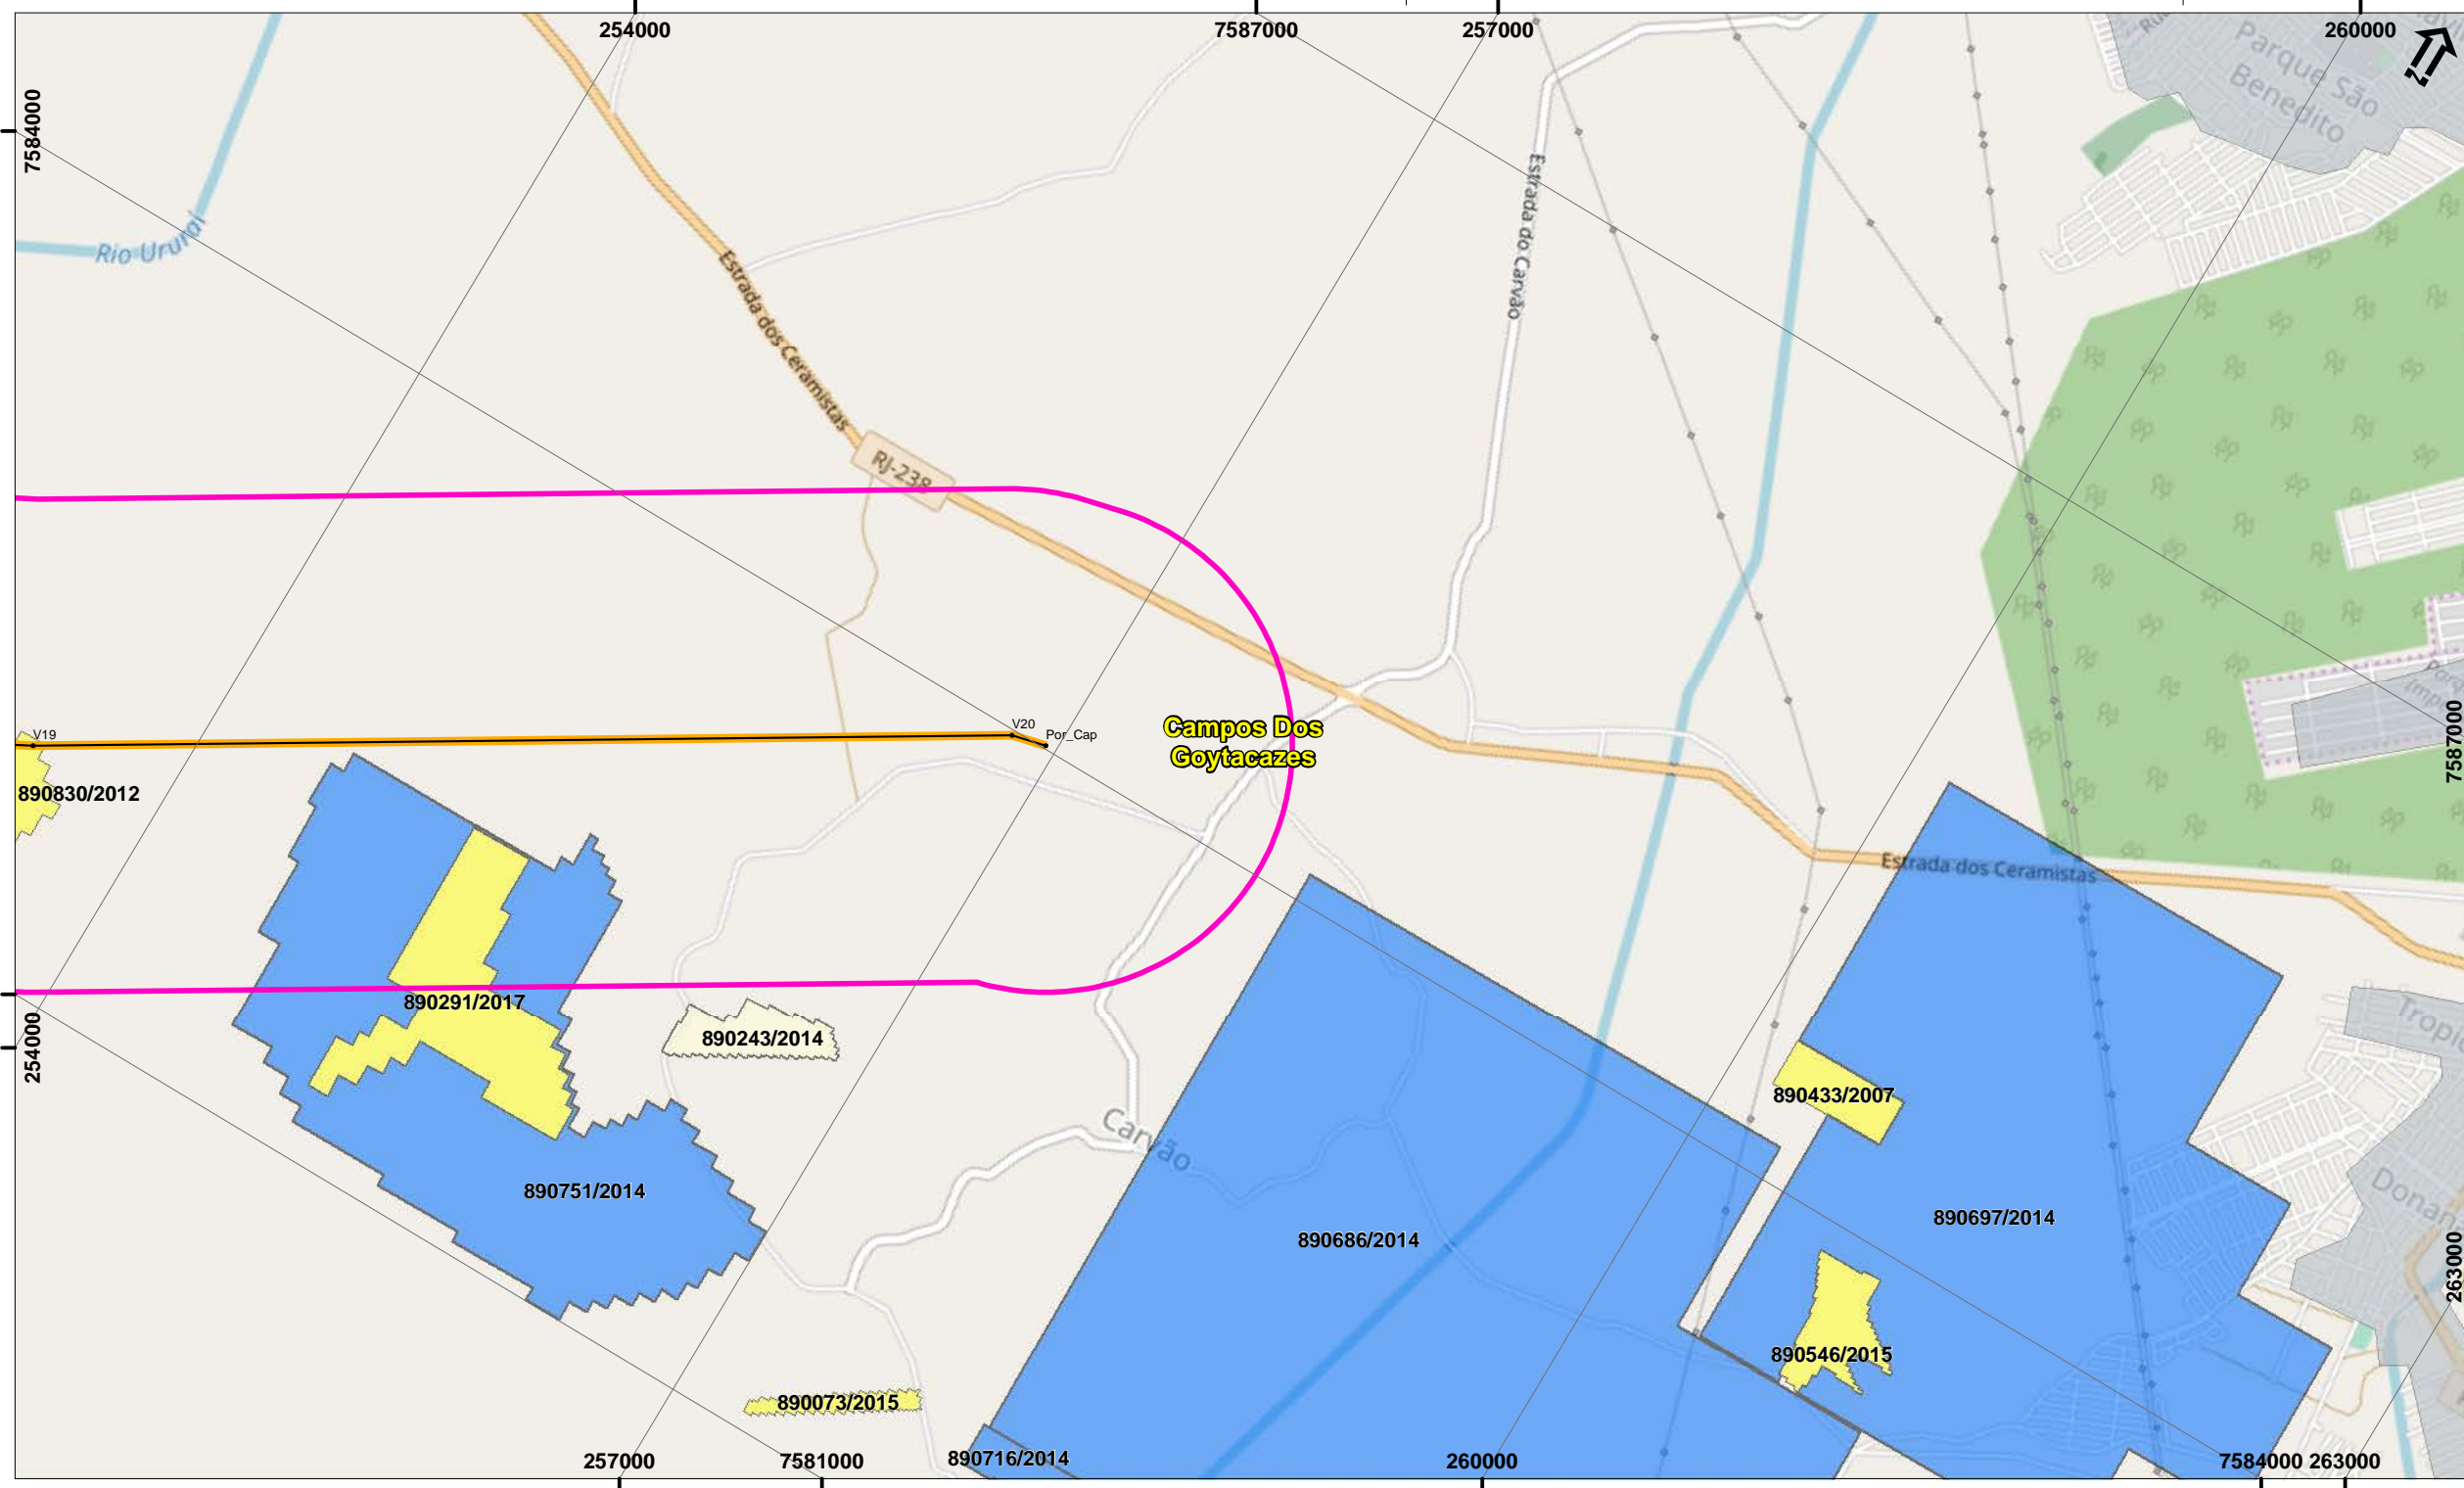 254000
7587000
257000
260000
Parque São
Benedito
7584000
Rio Ururaí
Estrada do Carvão
Estrada dos Ceramistas
RJ-238
V19
V20
Por_Cap
Campos Dos
Goytacazes
7587000
890830/2012
Estrada dos Ceramistas
890291/2017
890243/2014
254000
890433/2007
Carvão
890751/2014
890686/2014
890697/2014
263000
890546/2015
890073/2015
890716/2014
257000
7581000
260000
7584000
263000